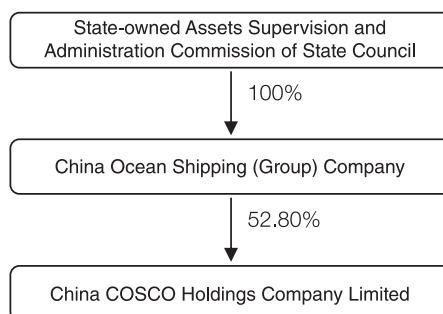 State-owned Assets Supervision and
Administration Commission of State Council
100%
China Ocean Shipping (Group) Company
52.80%
China COSCO Holdings Company Limited